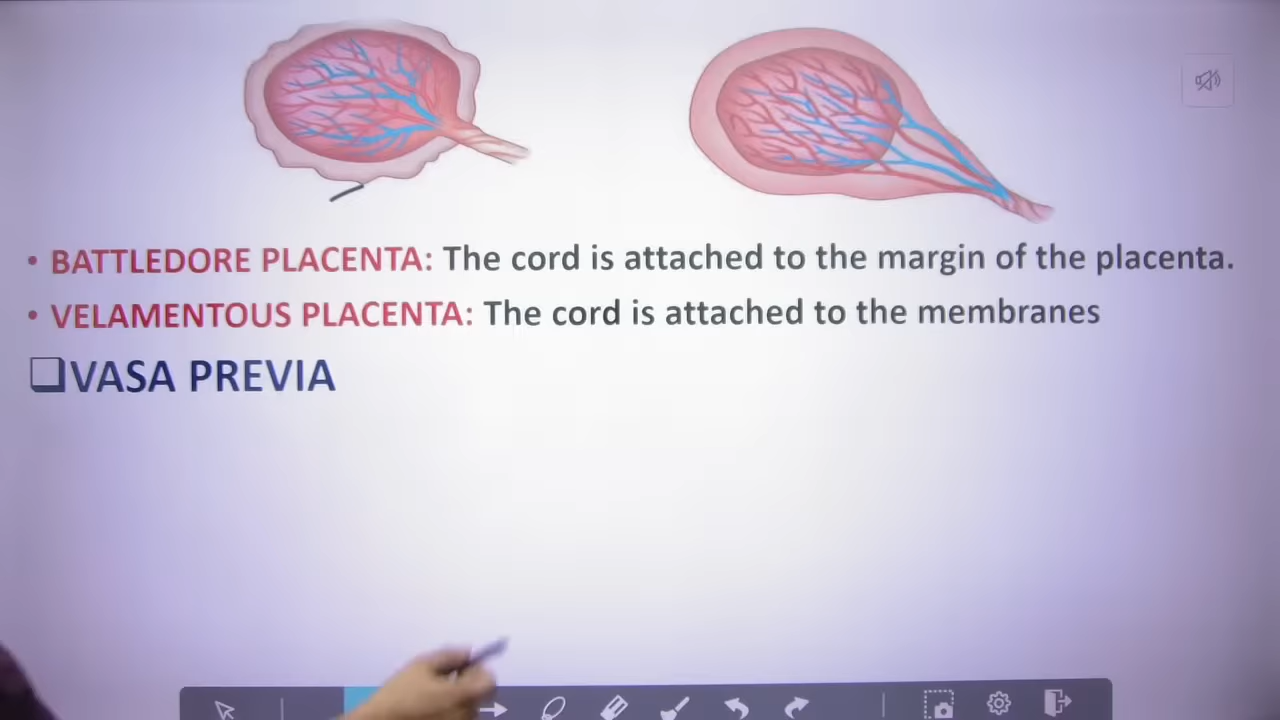 • BATTLEDORE PLACENTA: The cord is attached to the margin of the placenta.
• VELAMENTOUS PLACENTA: The cord is attached to the membranes
❑VASA PREVIA